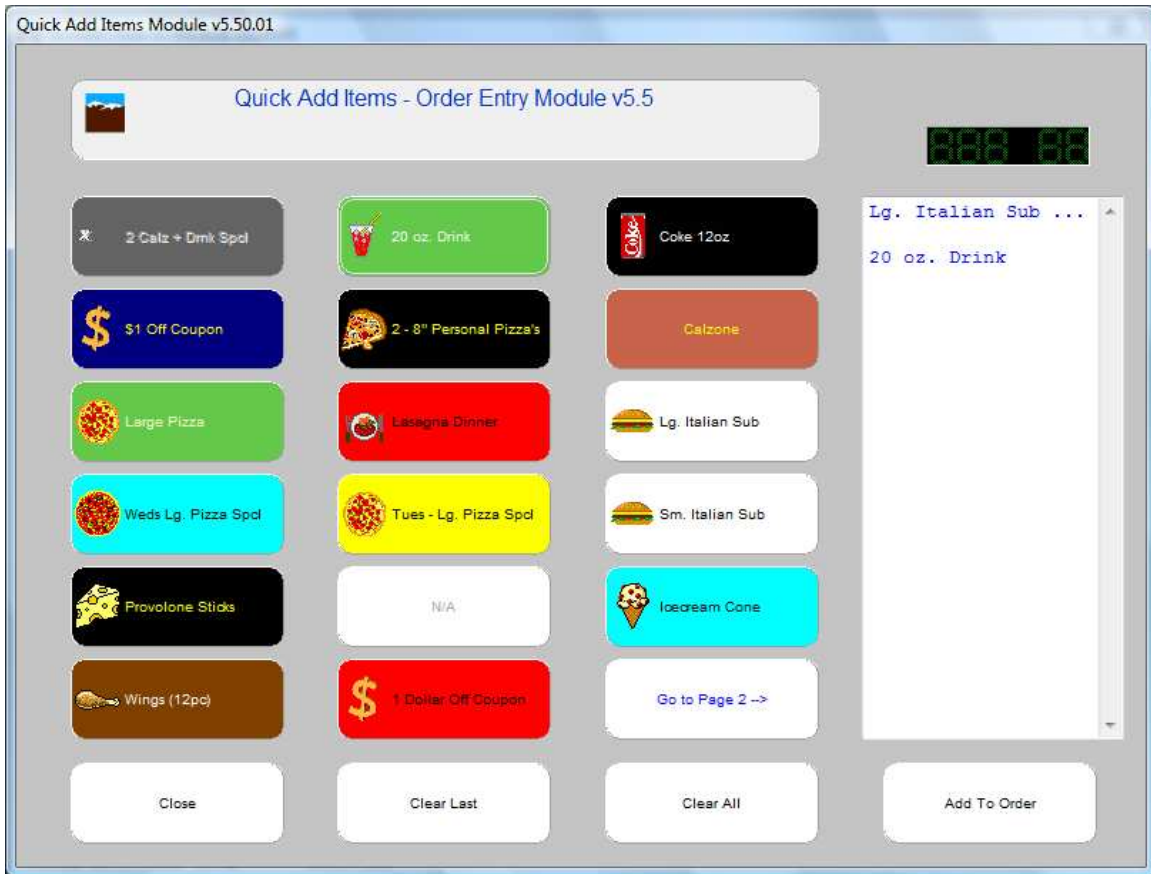 Quick Add Items Module v5.50.01
Quick Add Items - Order Entry Module v5.5
2 Calz + Drnk Spcl
20 oz. Drink
Coke
Coke 12oz
$1 Off Coupon
2 - 8" Personal Pizza's
Calzone
Large Pizza
Lasagna Dinner
Lg. Italian Sub
Weds Lg. Pizza Spcl
Tues - Lg. Pizza Spcl
Sm. Italian Sub
Provolone Sticks
N/A
Icecream Cone
Wings (12pc)
1 Dollar Off Coupon
Go to Page 2 -->
Lg. Italian Sub ...
20 oz. Drink
Close
Clear Last
Clear All
Add To Order